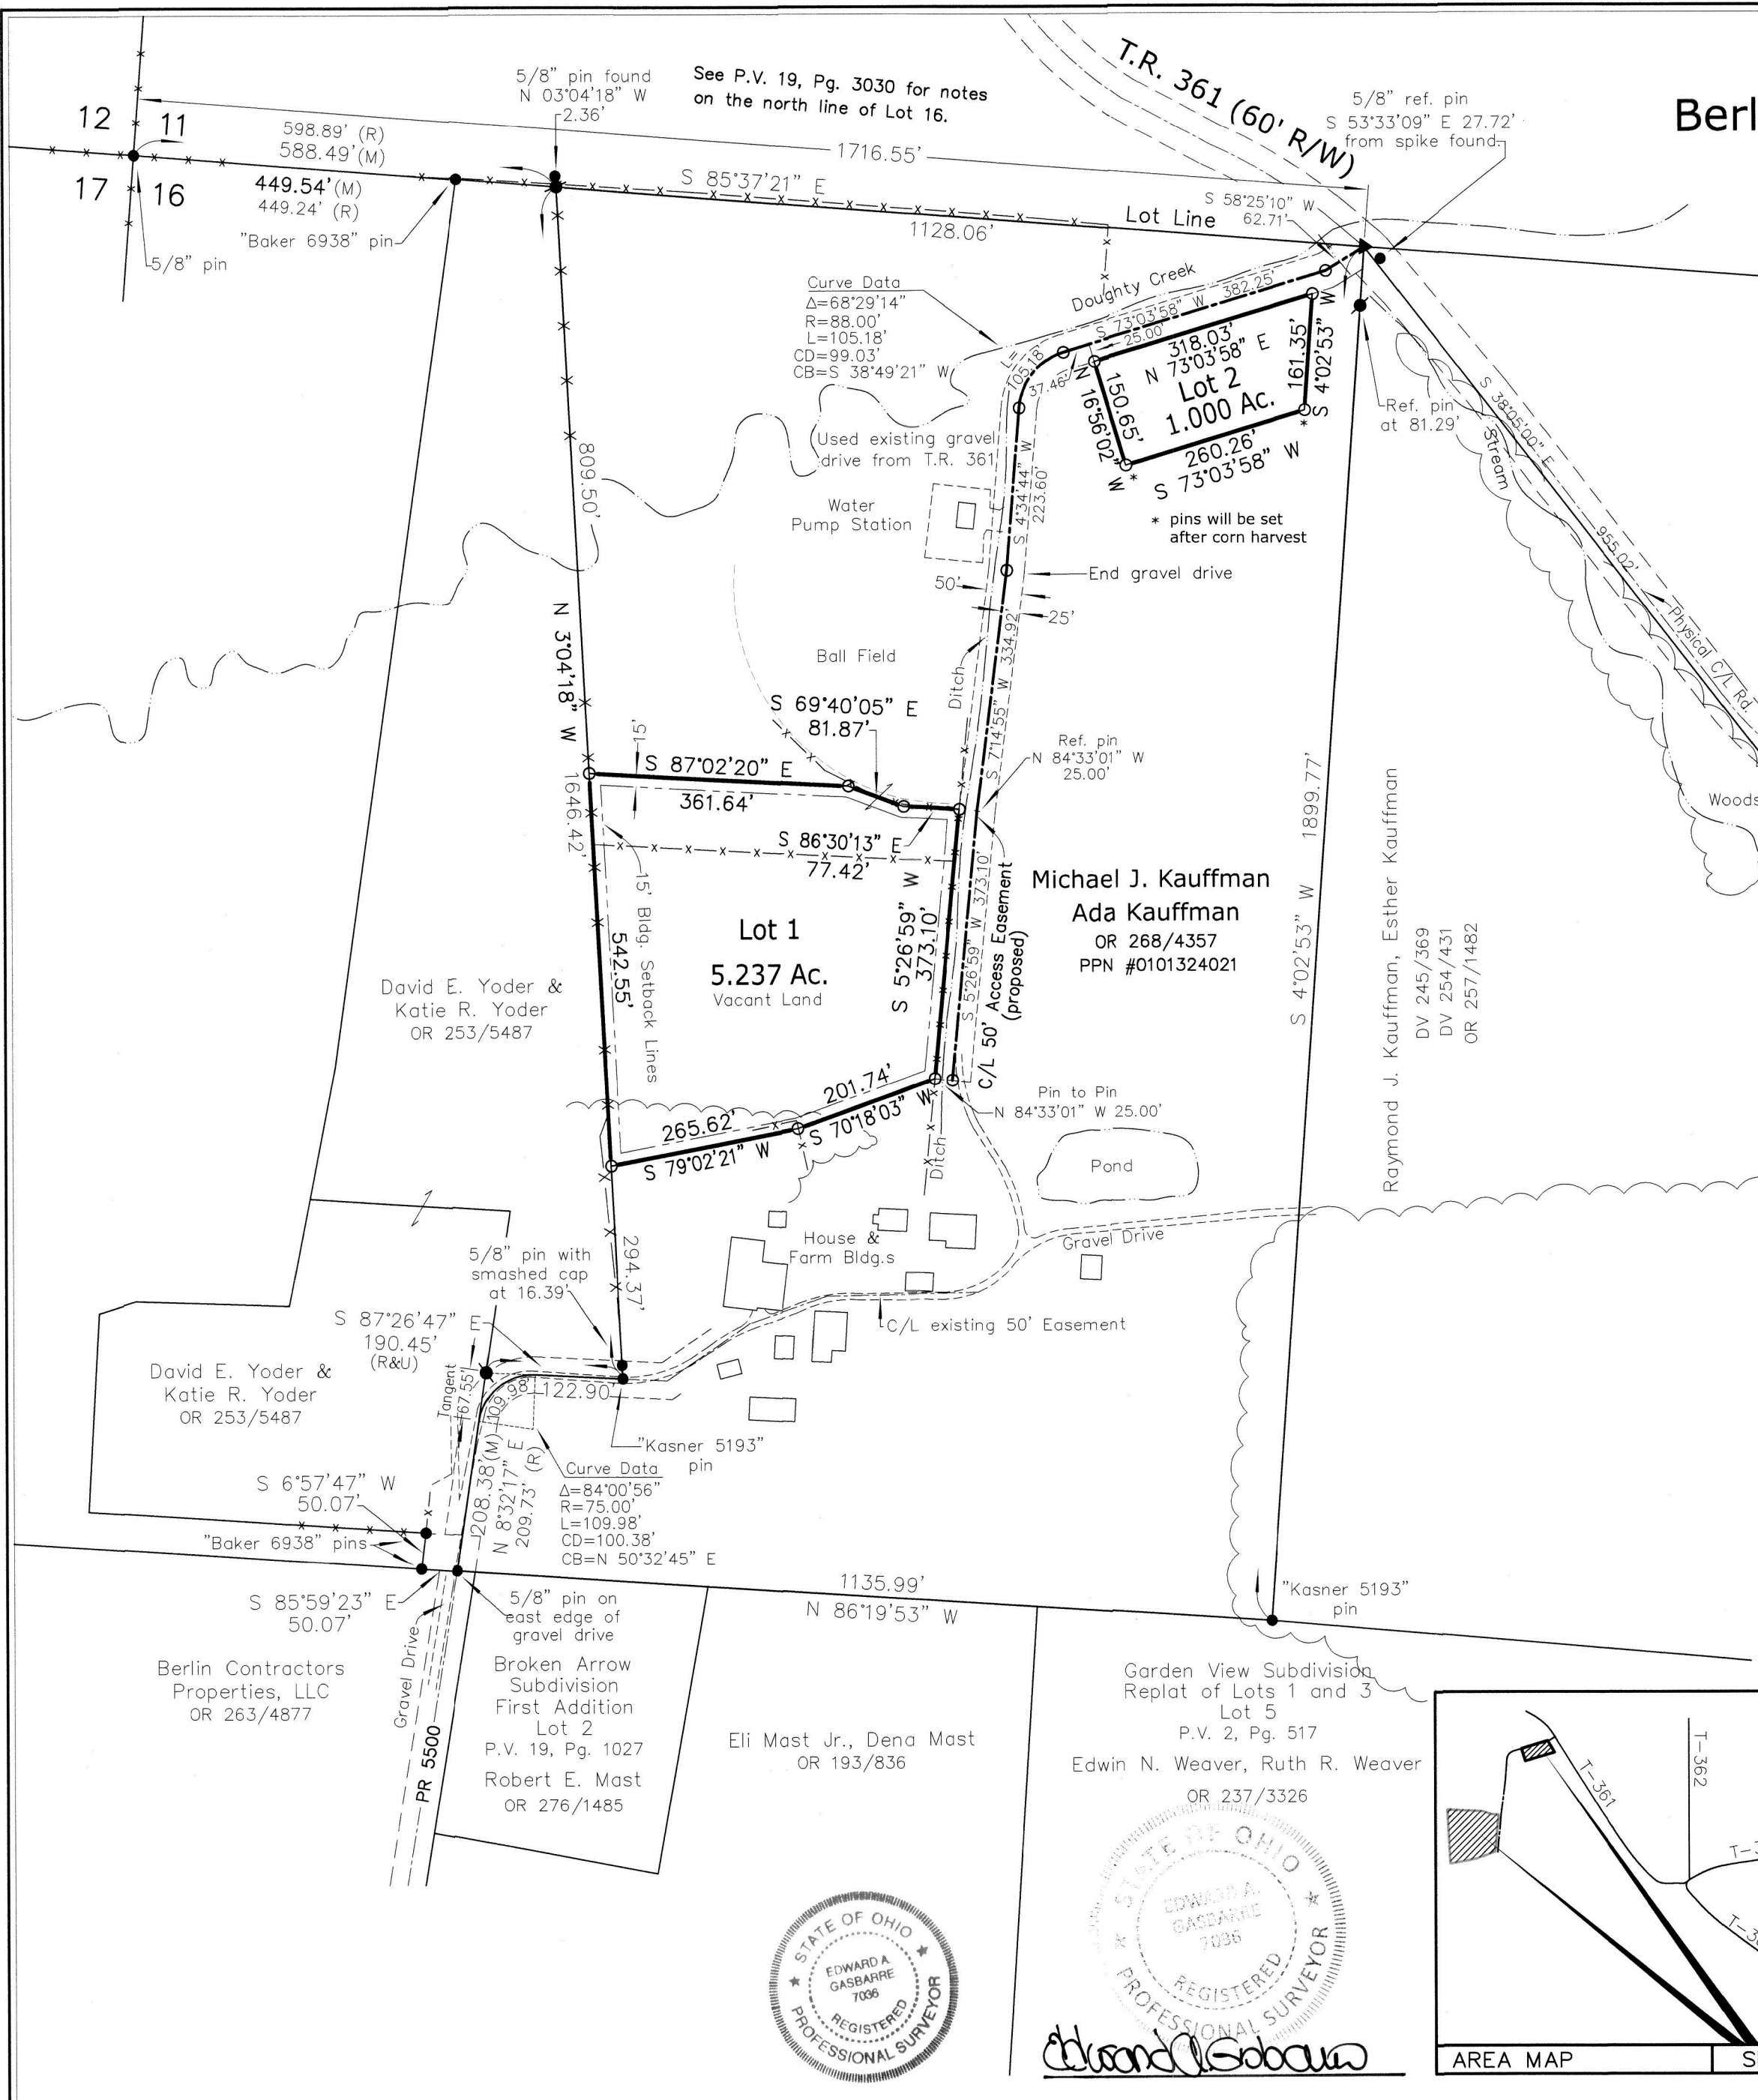 Berl
T.R. 361 (60' R/W)
5/8" pin found
N 03°04'18" W
2.36'
See P.V. 19, Pg. 3030 for notes
on the north line of Lot 16.
5/8" ref. pin
S 53°33'09" E 27.72'
from spike found.
12
11
17
16
598.89' (R)
588.49'(M)
449.54'(M)
449.24' (R)
"Baker 6938" pin
5/8" pin
1716.55'
S 85°37'21" E
1128.06'
Lot Line
S 58°25'10" W
62.71'
Doughty Creek
Curve Data
Δ=68°29'14"
R=88.00'
L=105.18'
CD=99.03'
CB=S 38°49'21" W
S 73°03'58" W 382.25'
25.00'
L=
105.18'
37.46'
318.03'
N 73°03'58" E
Lot 2
1.000 Ac.
161.35'
S 4°02'53" W
150.65'
N 16°56'02" W
260.26'
S 73°03'58" W
*
*
* pins will be set
after corn harvest
Ref. pin
at 81.29'
S 38°05'00" E
955.02'
Stream
Physical C/L Rd.
Woods
Used existing gravel
drive from T.R. 361
Water
Pump Station
S 4°34'44" W
223.60'
End gravel drive
50'
25'
809.50'
N 3°04'18" W
1646.42'
Ball Field
Ditch
S 7°14'55" W 334.92'
S 69°40'05" E
81.87'
Ref. pin
N 84°33'01" W
25.00'
15'
S 87°02'20" E
361.64'
S 86°30'13" E
77.42'
15' Bldg. Setback Lines
542.55'
Lot 1
5.237 Ac.
Vacant Land
S 5°26'59" W
373.10'
S 5°26'59" W 373.10'
C/L 50' Access Easement
(proposed)
Michael J. Kauffman
Ada Kauffman
OR 268/4357
PPN #0101324021
S 4°02'53" W 1899.77'
Raymond J. Kauffman, Esther Kauffman
DV 245/369
DV 254/431
OR 257/1482
David E. Yoder &
Katie R. Yoder
OR 253/5487
201.74'
S 70°18'03" W
265.62'
S 79°02'21" W
Pin to Pin
N 84°33'01" W 25.00'
Ditch
Pond
House &
Farm Bldg.s
Gravel Drive
C/L existing 50' Easement
5/8" pin with
smashed cap
at 16.39'
294.37'
S 87°26'47" E
190.45'
(R&U)
David E. Yoder &
Katie R. Yoder
OR 253/5487
Tangent
67.55'
109.98'
122.90'
"Kasner 5193"
pin
208.38'(M)
N 8°32'17" E
209.73' (R)
Curve Data
Δ=84°00'56"
R=75.00'
L=109.98'
CD=100.38'
CB=N 50°32'45" E
S 6°57'47" W
50.07'
"Baker 6938" pins
S 85°59'23" E
50.07'
5/8" pin on
east edge of
gravel drive
1135.99'
N 86°19'53" W
"Kasner 5193"
pin
Berlin Contractors
Properties, LLC
OR 263/4877
Gravel Drive
PR 5500
Broken Arrow
Subdivision
First Addition
Lot 2
P.V. 19, Pg. 1027
Robert E. Mast
OR 276/1485
Eli Mast Jr., Dena Mast
OR 193/836
Garden View Subdivision
Replat of Lots 1 and 3
Lot 5
P.V. 2, Pg. 517
Edwin N. Weaver, Ruth R. Weaver
OR 237/3326
STATE OF OHIO
EDWARD A.
GASBARRE
7036
REGISTERED
PROFESSIONAL SURVEYOR
STATE OF OHIO
EDWARD A.
GASBARRE
7036
REGISTERED
PROFESSIONAL SURVEYOR
T-361
T-362
AREA MAP